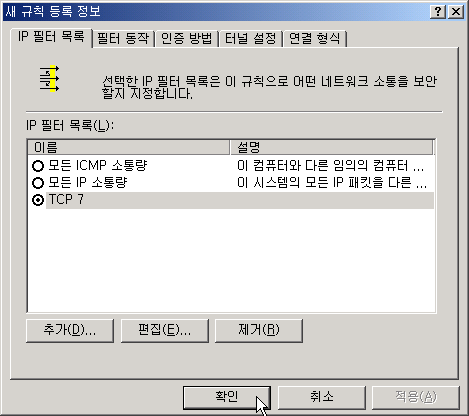 새 규칙 등록 정보
IP 필터 목록 필터 동작 인증 방법 터널 설정 연결 형식
선택한 IP 필터 목록은 이 규칙으로 어떤 네트워크 소통을 보안
할지 지정합니다.
IP 필터 목록(L):
이름 설명
모든 ICMP 소통량 이 컴퓨터와 다른 임의의 컴퓨터 ...
모든 IP 소통량 이 시스템의 모든 IP 패킷을 다른 ...
TCP 7
추가(D)... 편집(E)... 제거(R)
확인 취소 적용(A)